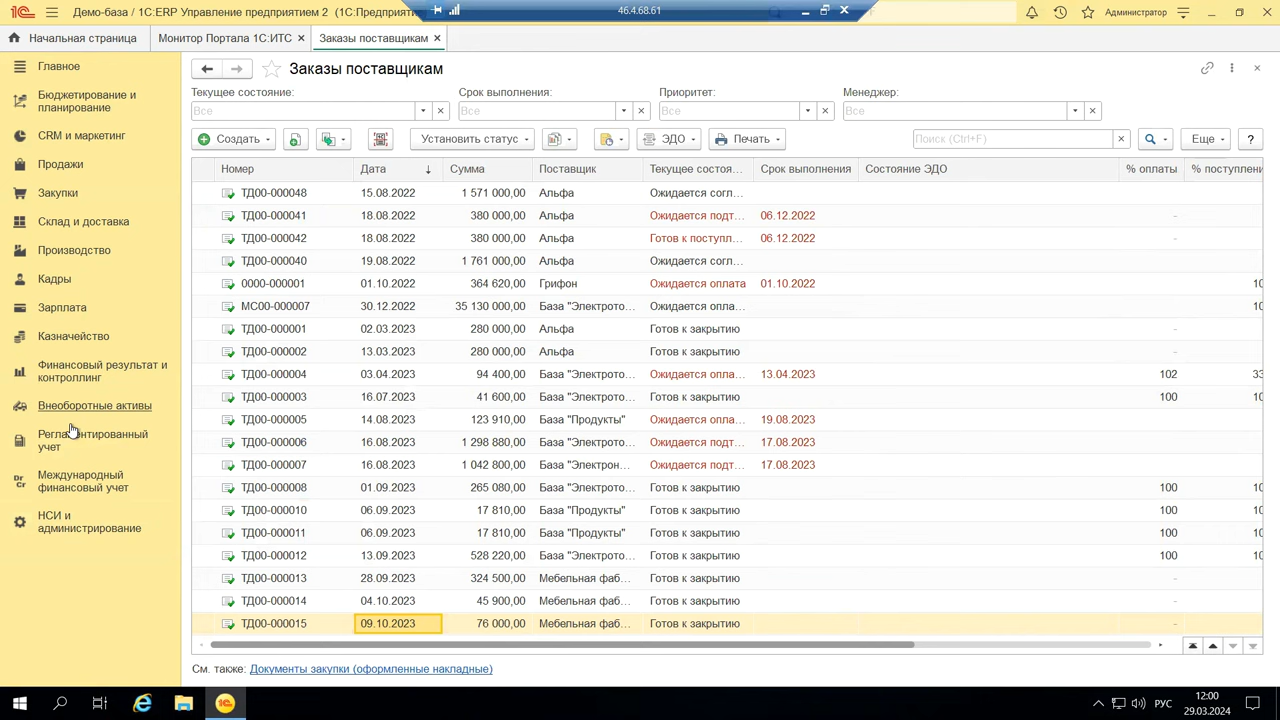 Демо-база / 1С:ERP Управление предприятием 2 (1С:Предприяти
46.4.68.61
Администратор
Начальная страница
Монитор Портала 1С:ИТС ×
Заказы поставщикам ×
Главное
Бюджетирование и
планирование
CRM и маркетинг
Продажи
Закупки
Склад и доставка
Производство
Кадры
Зарплата
Казначейство
Финансовый результат и
контроллинг
Внеоборотные активы
Регламентированный
учет
Международный
финансовый учет
НСИ и
администрирование
Заказы поставщикам
Текущее состояние: Срок выполнения: Приоритет: Менеджер:
Все Все Все Все
Создать Установить статус ЭДО Печать Поиск (Ctrl+F) Еще ?
Номер Дата ↓ Сумма Поставщик Текущее состоя... Срок выполнения Состояние ЭДО % оплаты % поступлени
ТД00-000048 15.08.2022 1 571 000,00 Альфа Ожидается согл...
ТД00-000041 18.08.2022 380 000,00 Альфа Ожидается подт... 06.12.2022 -
ТД00-000042 18.08.2022 380 000,00 Альфа Готов к поступл... 06.12.2022 -
ТД00-000040 19.08.2022 1 761 000,00 Альфа Ожидается согл...
0000-000001 01.10.2022 364 620,00 Грифон Ожидается оплата 01.10.2022 10
МС00-000007 30.12.2022 35 130 000,00 База "Электрото... Ожидается опла... 10
ТД00-000001 02.03.2023 280 000,00 Альфа Готов к закрытию -
ТД00-000002 13.03.2023 280 000,00 Альфа Готов к закрытию -
ТД00-000004 03.04.2023 94 400,00 База "Электрото... Ожидается опла... 13.04.2023 102 33
ТД00-000003 16.07.2023 41 600,00 База "Электрото... Готов к закрытию 100 10
ТД00-000005 14.08.2023 123 910,00 База "Продукты" Ожидается опла... 19.08.2023 -
ТД00-000006 16.08.2023 1 298 880,00 База "Электрото... Ожидается подт... 17.08.2023 -
ТД00-000007 16.08.2023 1 042 800,00 База "Электрон... Ожидается подт... 17.08.2023 -
ТД00-000008 01.09.2023 265 080,00 База "Электрото... Готов к закрытию 100 10
ТД00-000010 06.09.2023 17 810,00 База "Продукты" Готов к закрытию 100 10
ТД00-000011 06.09.2023 17 810,00 База "Продукты" Готов к закрытию 100 10
ТД00-000012 13.09.2023 528 220,00 База "Электрото... Готов к закрытию 100 10
ТД00-000013 28.09.2023 324 500,00 Мебельная фаб... Готов к закрытию -
ТД00-000014 04.10.2023 45 900,00 Мебельная фаб... Готов к закрытию -
ТД00-000015 09.10.2023 76 000,00 Мебельная фаб... Готов к закрытию -
См. также: Документы закупки (оформленные накладные)
РУС
12:00
29.03.2024